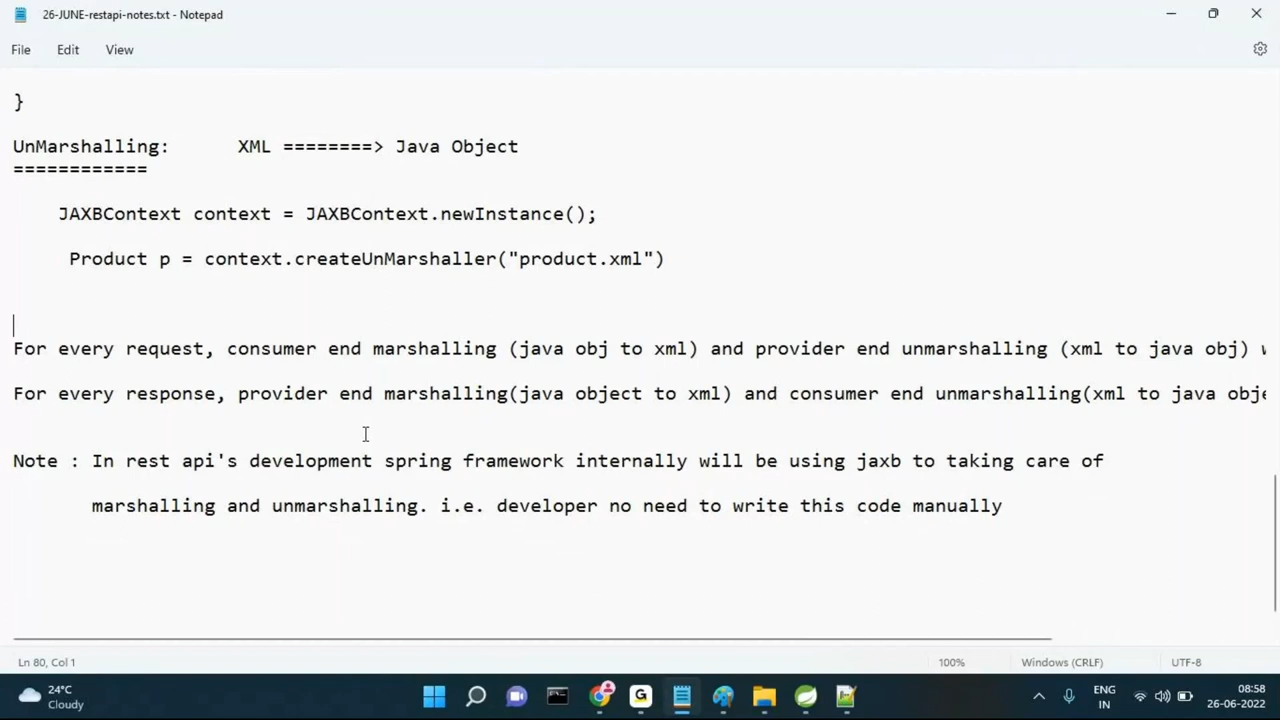 26-JUNE-restapi-notes.txt - Notepad
File Edit View
}
UnMarshalling: XML ========> Java Object
============
JAXBContext context = JAXBContext.newInstance();
Product p = context.createUnMarshaller("product.xml")
For every request, consumer end marshalling (java obj to xml) and provider end unmarshalling (xml to java obj)
For every response, provider end marshalling(java object to xml) and consumer end unmarshalling(xml to java obje
Note : In rest api's development spring framework internally will be using jaxb to taking care of
marshalling and unmarshalling. i.e. developer no need to write this code manually
Ln 80, Col 1 100% Windows (CRLF) UTF-8
24°C
Cloudy
G
ENG
IN
08:58
26-06-2022